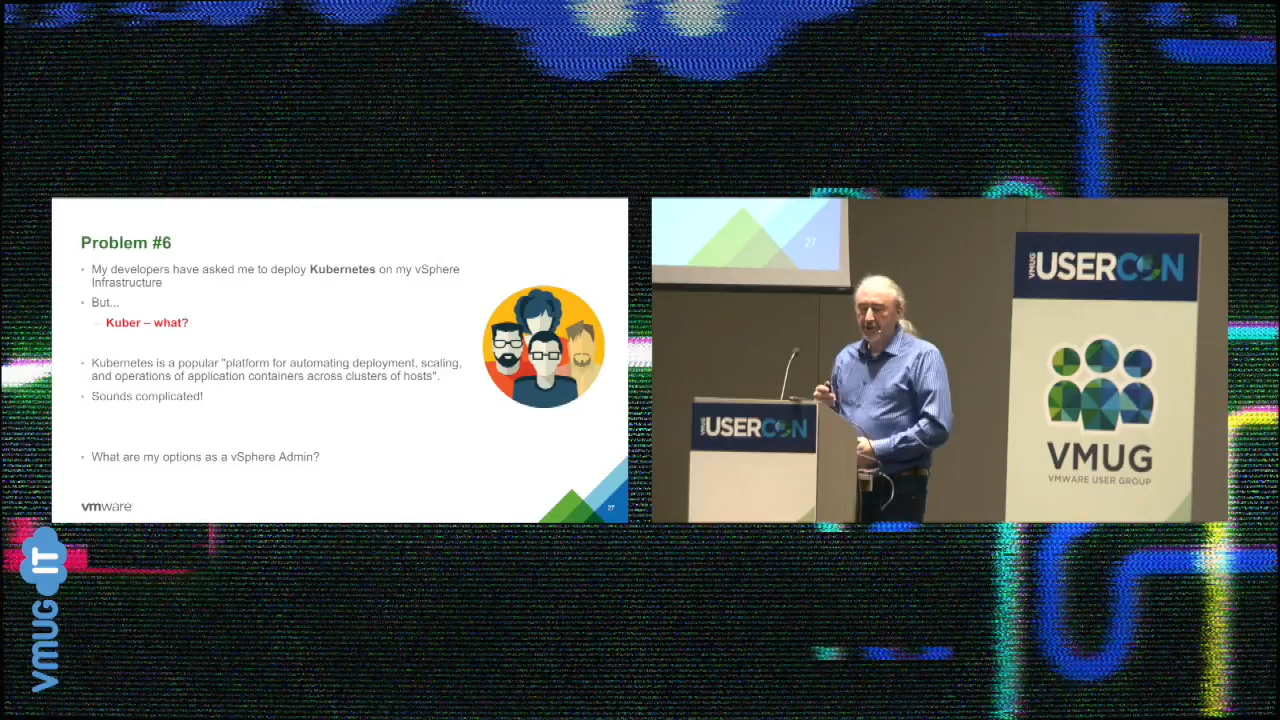 Problem #6
• My developers have asked me to deploy Kubernetes on my vSphere
Infrastructure
• But...
– Kuber – what?
• Kubernetes is a popular "platform for automating deployment, scaling,
and operations of application containers across clusters of hosts"
• Sounds complicated!
• What are my options as a vSphere Admin?
vmware
27
27
VMUG USERCON
USERCON
VMUG
VMWARE USER GROUP
vmug IT